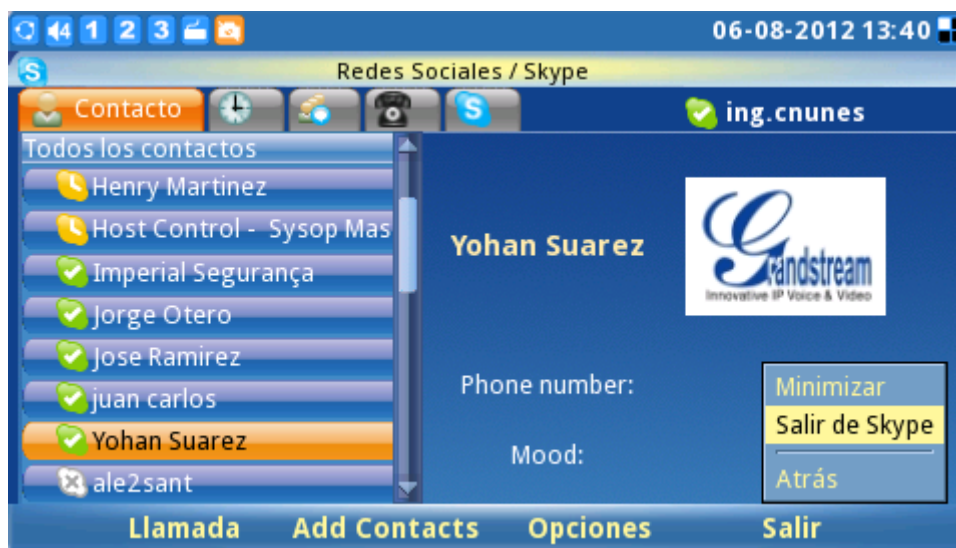 4 1 2 3 06-08-2012 13:40
Redes Sociales / Skype
Contacto ing.cnunes
Todos los contactos
Henry Martinez
Host Control - Sysop Mas
Imperial Segurança
Jorge Otero
Jose Ramirez
juan carlos
Yohan Suarez
ale2sant
Yohan Suarez
Grandstream
Innovative IP Voice & Video
Phone number:
Mood:
Minimizar
Salir de Skype
Atrás
Llamada Add Contacts Opciones Salir